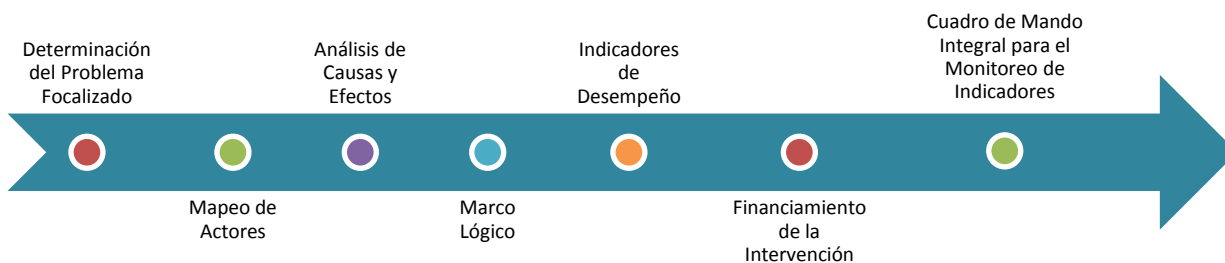 Determinación
del Problema
Focalizado
Mapeo de
Actores
Análisis de
Causas y
Efectos
Marco
Lógico
Indicadores
de
Desempeño
Financiamiento
de la
Intervención
Cuadro de Mando
Integral para el
Monitoreo de
Indicadores